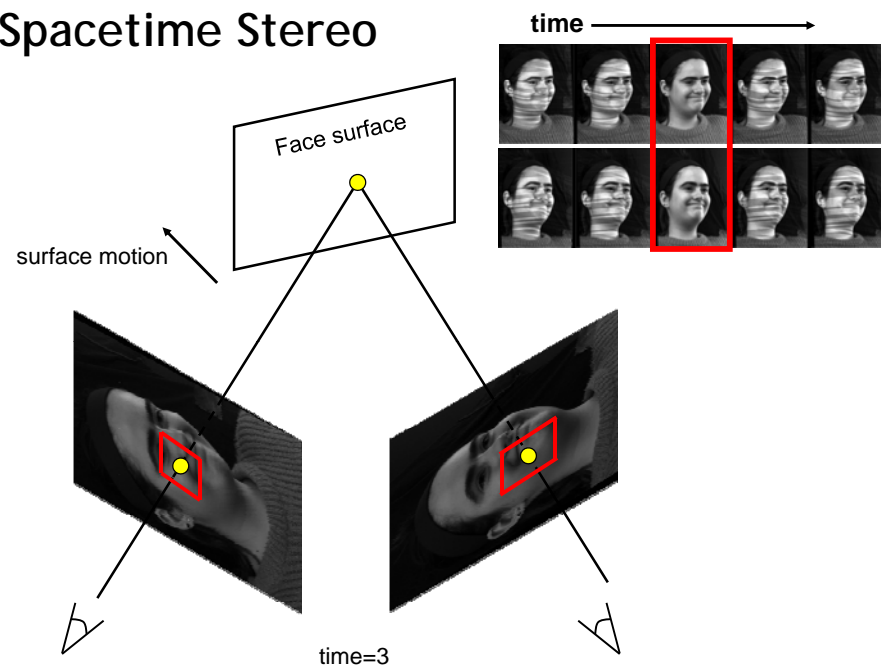 Spacetime Stereo
time
Face surface
surface motion
time=3